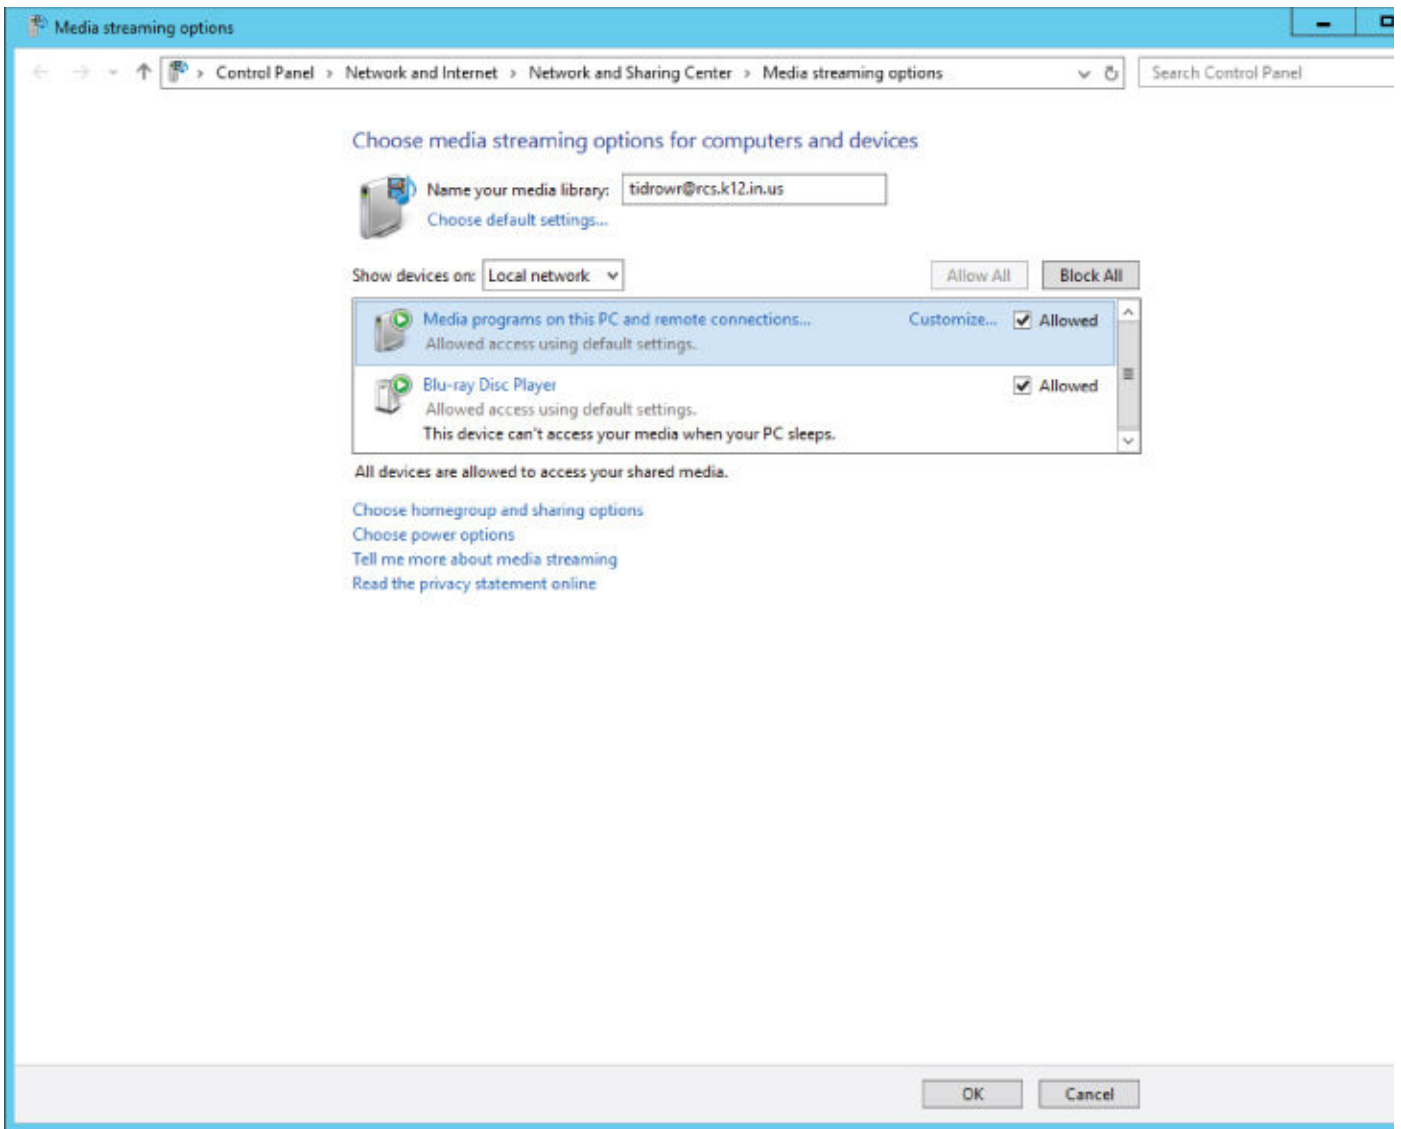 Media streaming options
Control Panel > Network and Internet > Network and Sharing Center > Media streaming options
Search Control Panel
Choose media streaming options for computers and devices
Name your media library: tidrowr@rcs.k12.in.us
Choose default settings...
Show devices on: Local network
Allow All Block All
Media programs on this PC and remote connections... Customize... Allowed
Allowed access using default settings.
Blu-ray Disc Player Allowed
Allowed access using default settings.
This device can't access your media when your PC sleeps.
All devices are allowed to access your shared media.
Choose homegroup and sharing options
Choose power options
Tell me more about media streaming
Read the privacy statement online
OK Cancel